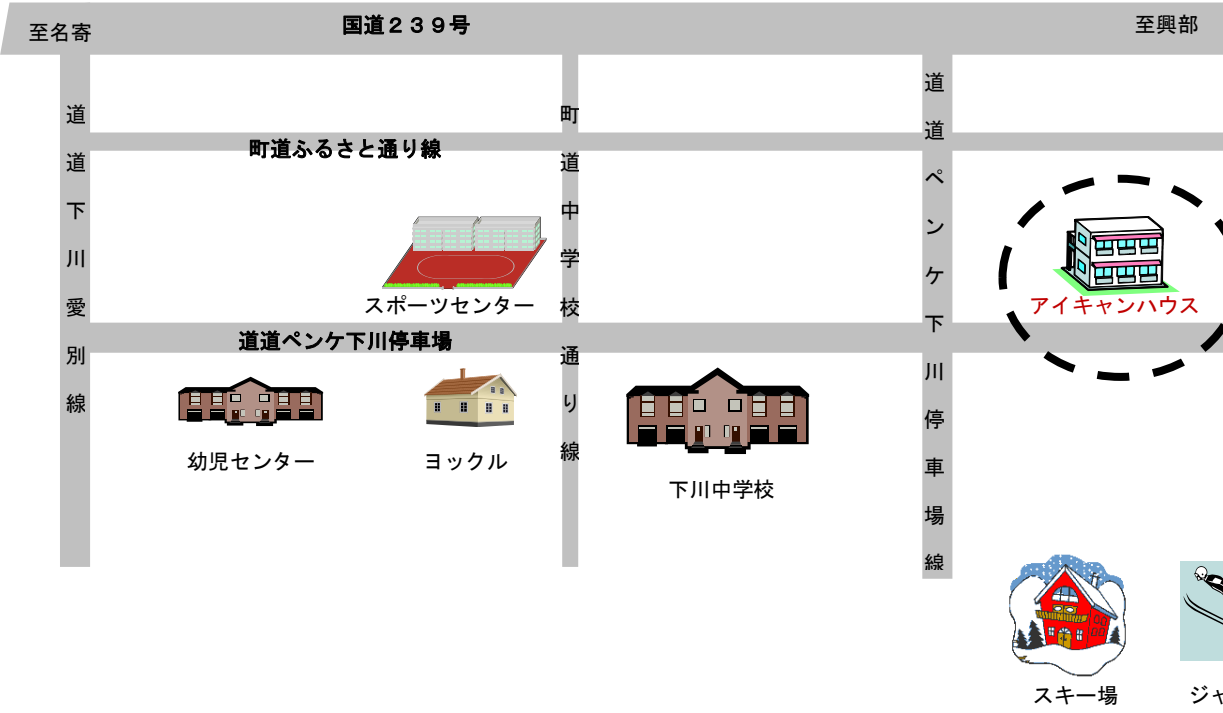 至名寄
国道２３９号
至興部
道道下川愛別線
町道中学校通り線
道道ペンケ下川停車場線
町道ふるさと通り線
スポーツセンター
アイキャンハウス
道道ペンケ下川停車場
幼児センター
ヨックル
下川中学校
スキー場
ジャ